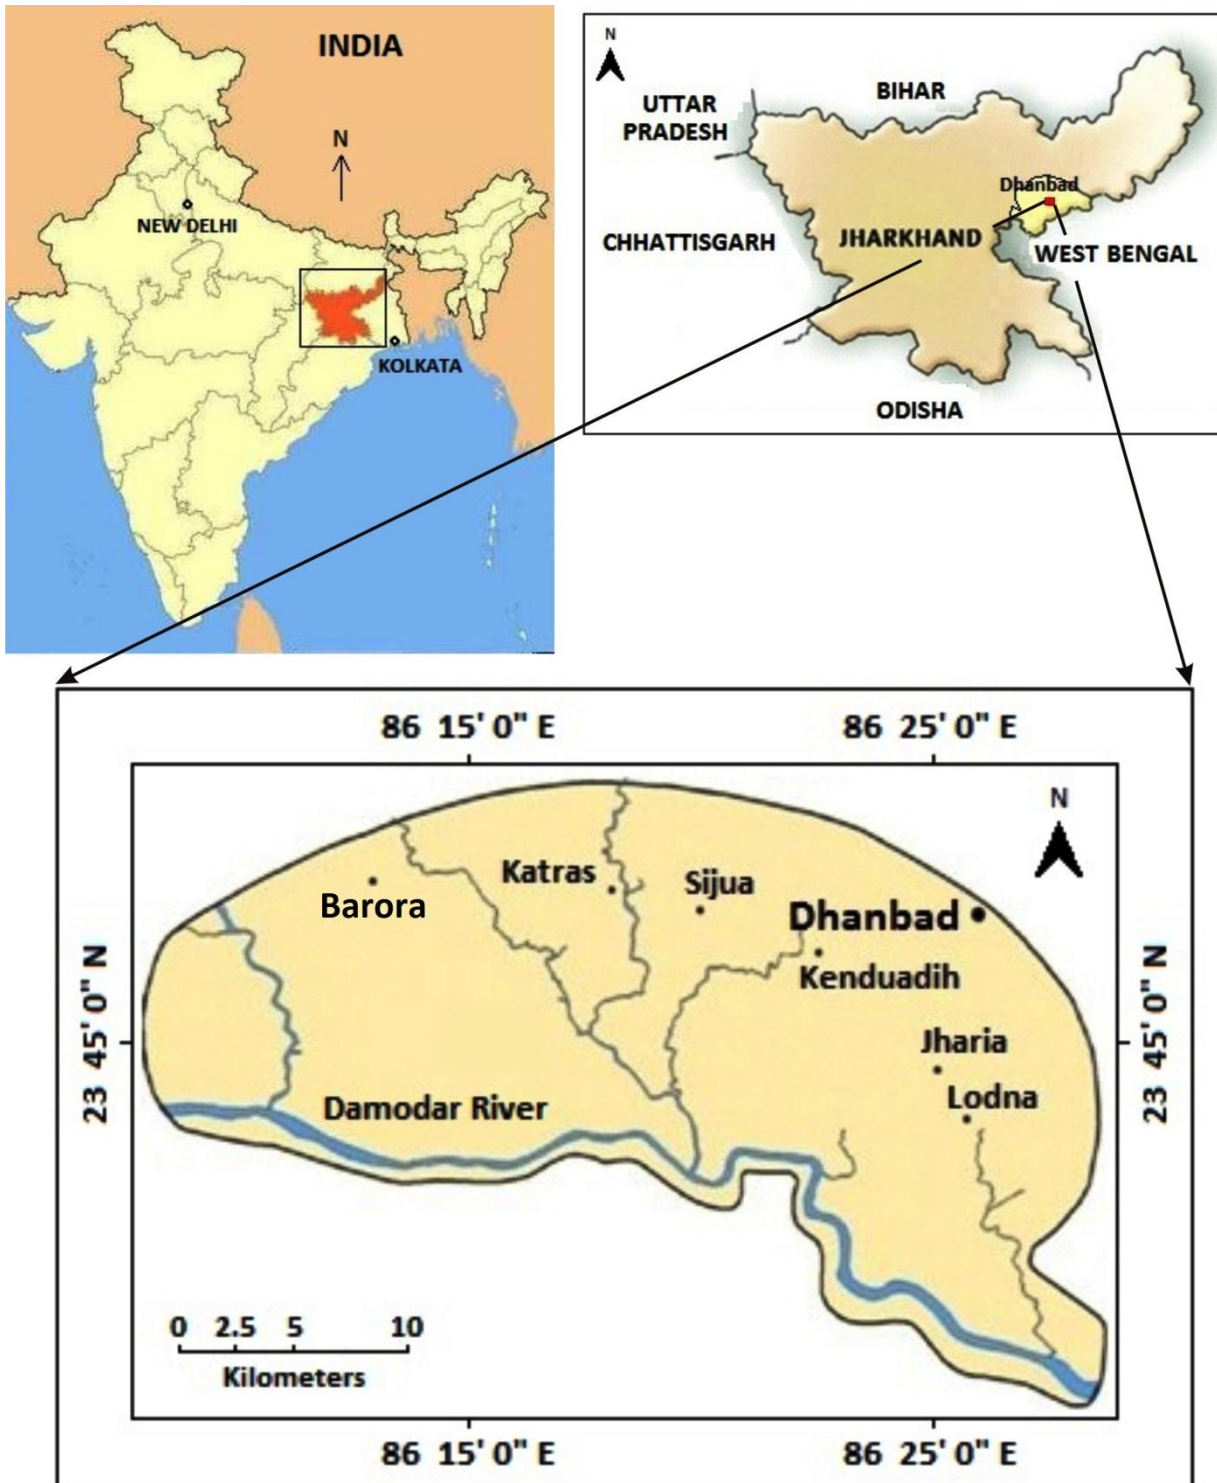 INDIA
N
NEW DELHI
KOLKATA
N
BIHAR
UTTAR
PRADESH
Dhanbad
CHHATTISGARH
JHARKHAND
WEST BENGAL
ODISHA
86 15' 0" E
86 25' 0" E
N
Katras
Sijua
Barora
Dhanbad
Kenduadih
23 45' 0" N
23 45' 0" N
Jharia
Lodna
Damodar River
0 2.5 5 10
Kilometers
86 15' 0" E
86 25' 0" E